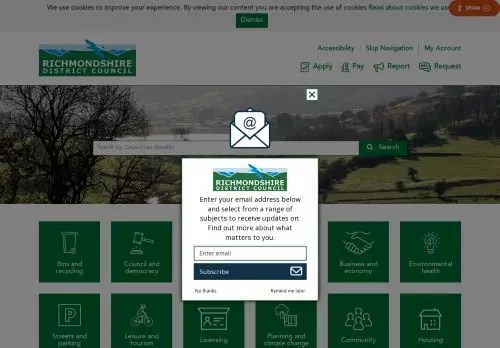 We use cookies to improve your experience. By viewing our content you are accepting the use of cookies Read about cookies we use
Dismiss
SPEAK
RICHMONDSHIRE
DISTRICT COUNCIL
Accessibility
Skip Navigation
My Account
Apply
Pay
Report
Request
@
Search eg. Council Tax, Benefits
Search
RICHMONDSHIRE
DISTRICT COUNCIL
Enter your email address below
and select from a range of
subjects to receive updates on.
Find out more about what
matters to you.
Enter email
Subscribe
No thanks
Remind me later
Bins and
recycling
Council and
democracy
Business and
economy
Environmental
health
P
Streets and
parking
Leisure and
tourism
Licensing
Planning and
climate change
Community
Housing